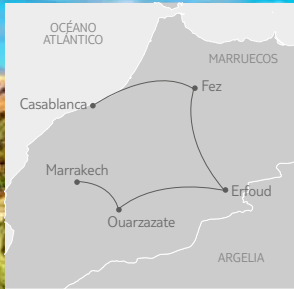 OCÉANO
ATLÁNTICO
MARRUECOS
Fez
Casablanca
Marrakech
Erfoud
Ouarzazate
ARGELIA